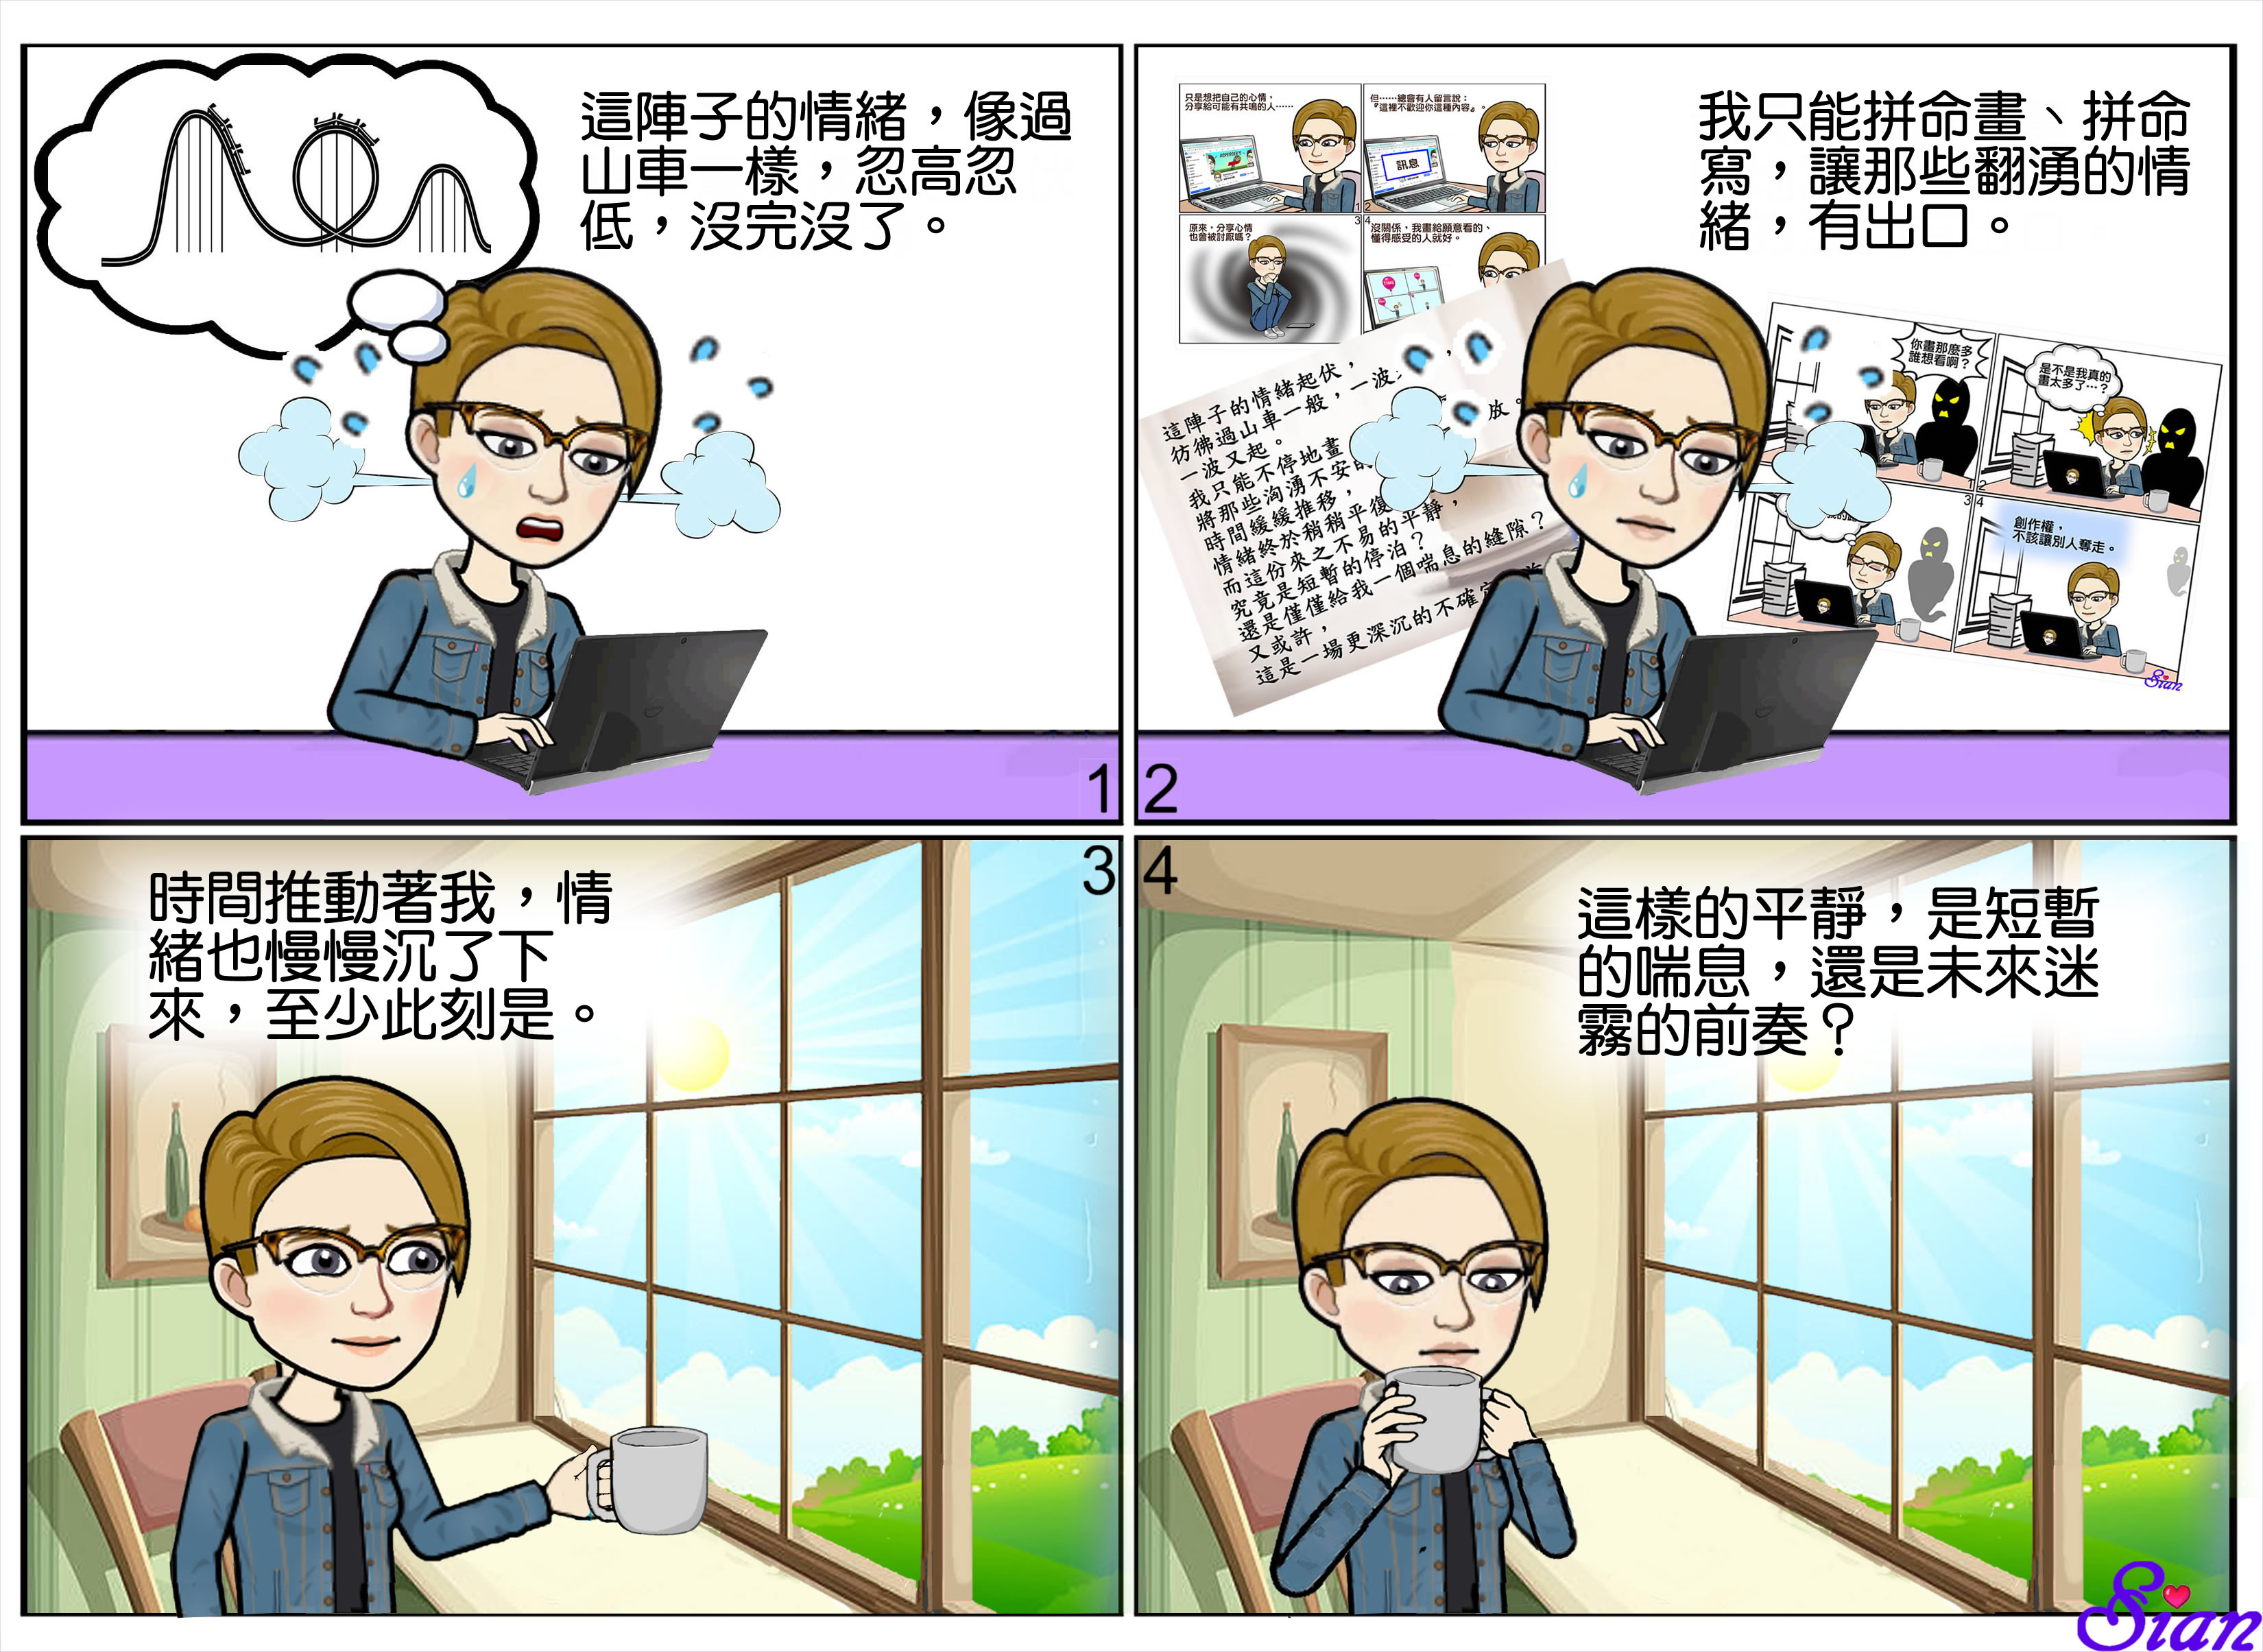 這陣子的情緒，像過
山車一樣，忽高忽
低，沒完沒了。
1
我只能拼命畫、拼命
寫，讓那些翻湧的情
緒，有出口。
只是想把自己的心情，
分享給可能有共鳴的人……
1
但……總會有人留言說：
『這裡不歡迎你這種內容』。
訊息
2
原來，分享心情
也會被討厭嗎？
3
沒關係，我畫給願意看的、
懂得感受的人就好。
4
這陣子的情緒起伏，
彷彿過山車一般，一波
一波又起。
我只能不停地畫
放。
將那些洶湧不安的
時間緩緩推移，
情緒終於稍稍平復
而這份來之不易的平靜，
究竟是短暫的停泊？
還是僅僅給我一個喘息的縫隙？
又或許，
這是一場更深沉的不確定
你畫那麼多
誰想看啊？
1
是不是我真的
畫太多了…？
2
3
4
創作權，
不該讓別人奪走。
Sian
2
時間推動著我，情
緒也慢慢沉了下
來，至少此刻是。
3
4
這樣的平靜，是短暫
的喘息，還是未來迷
霧的前奏？
Sian